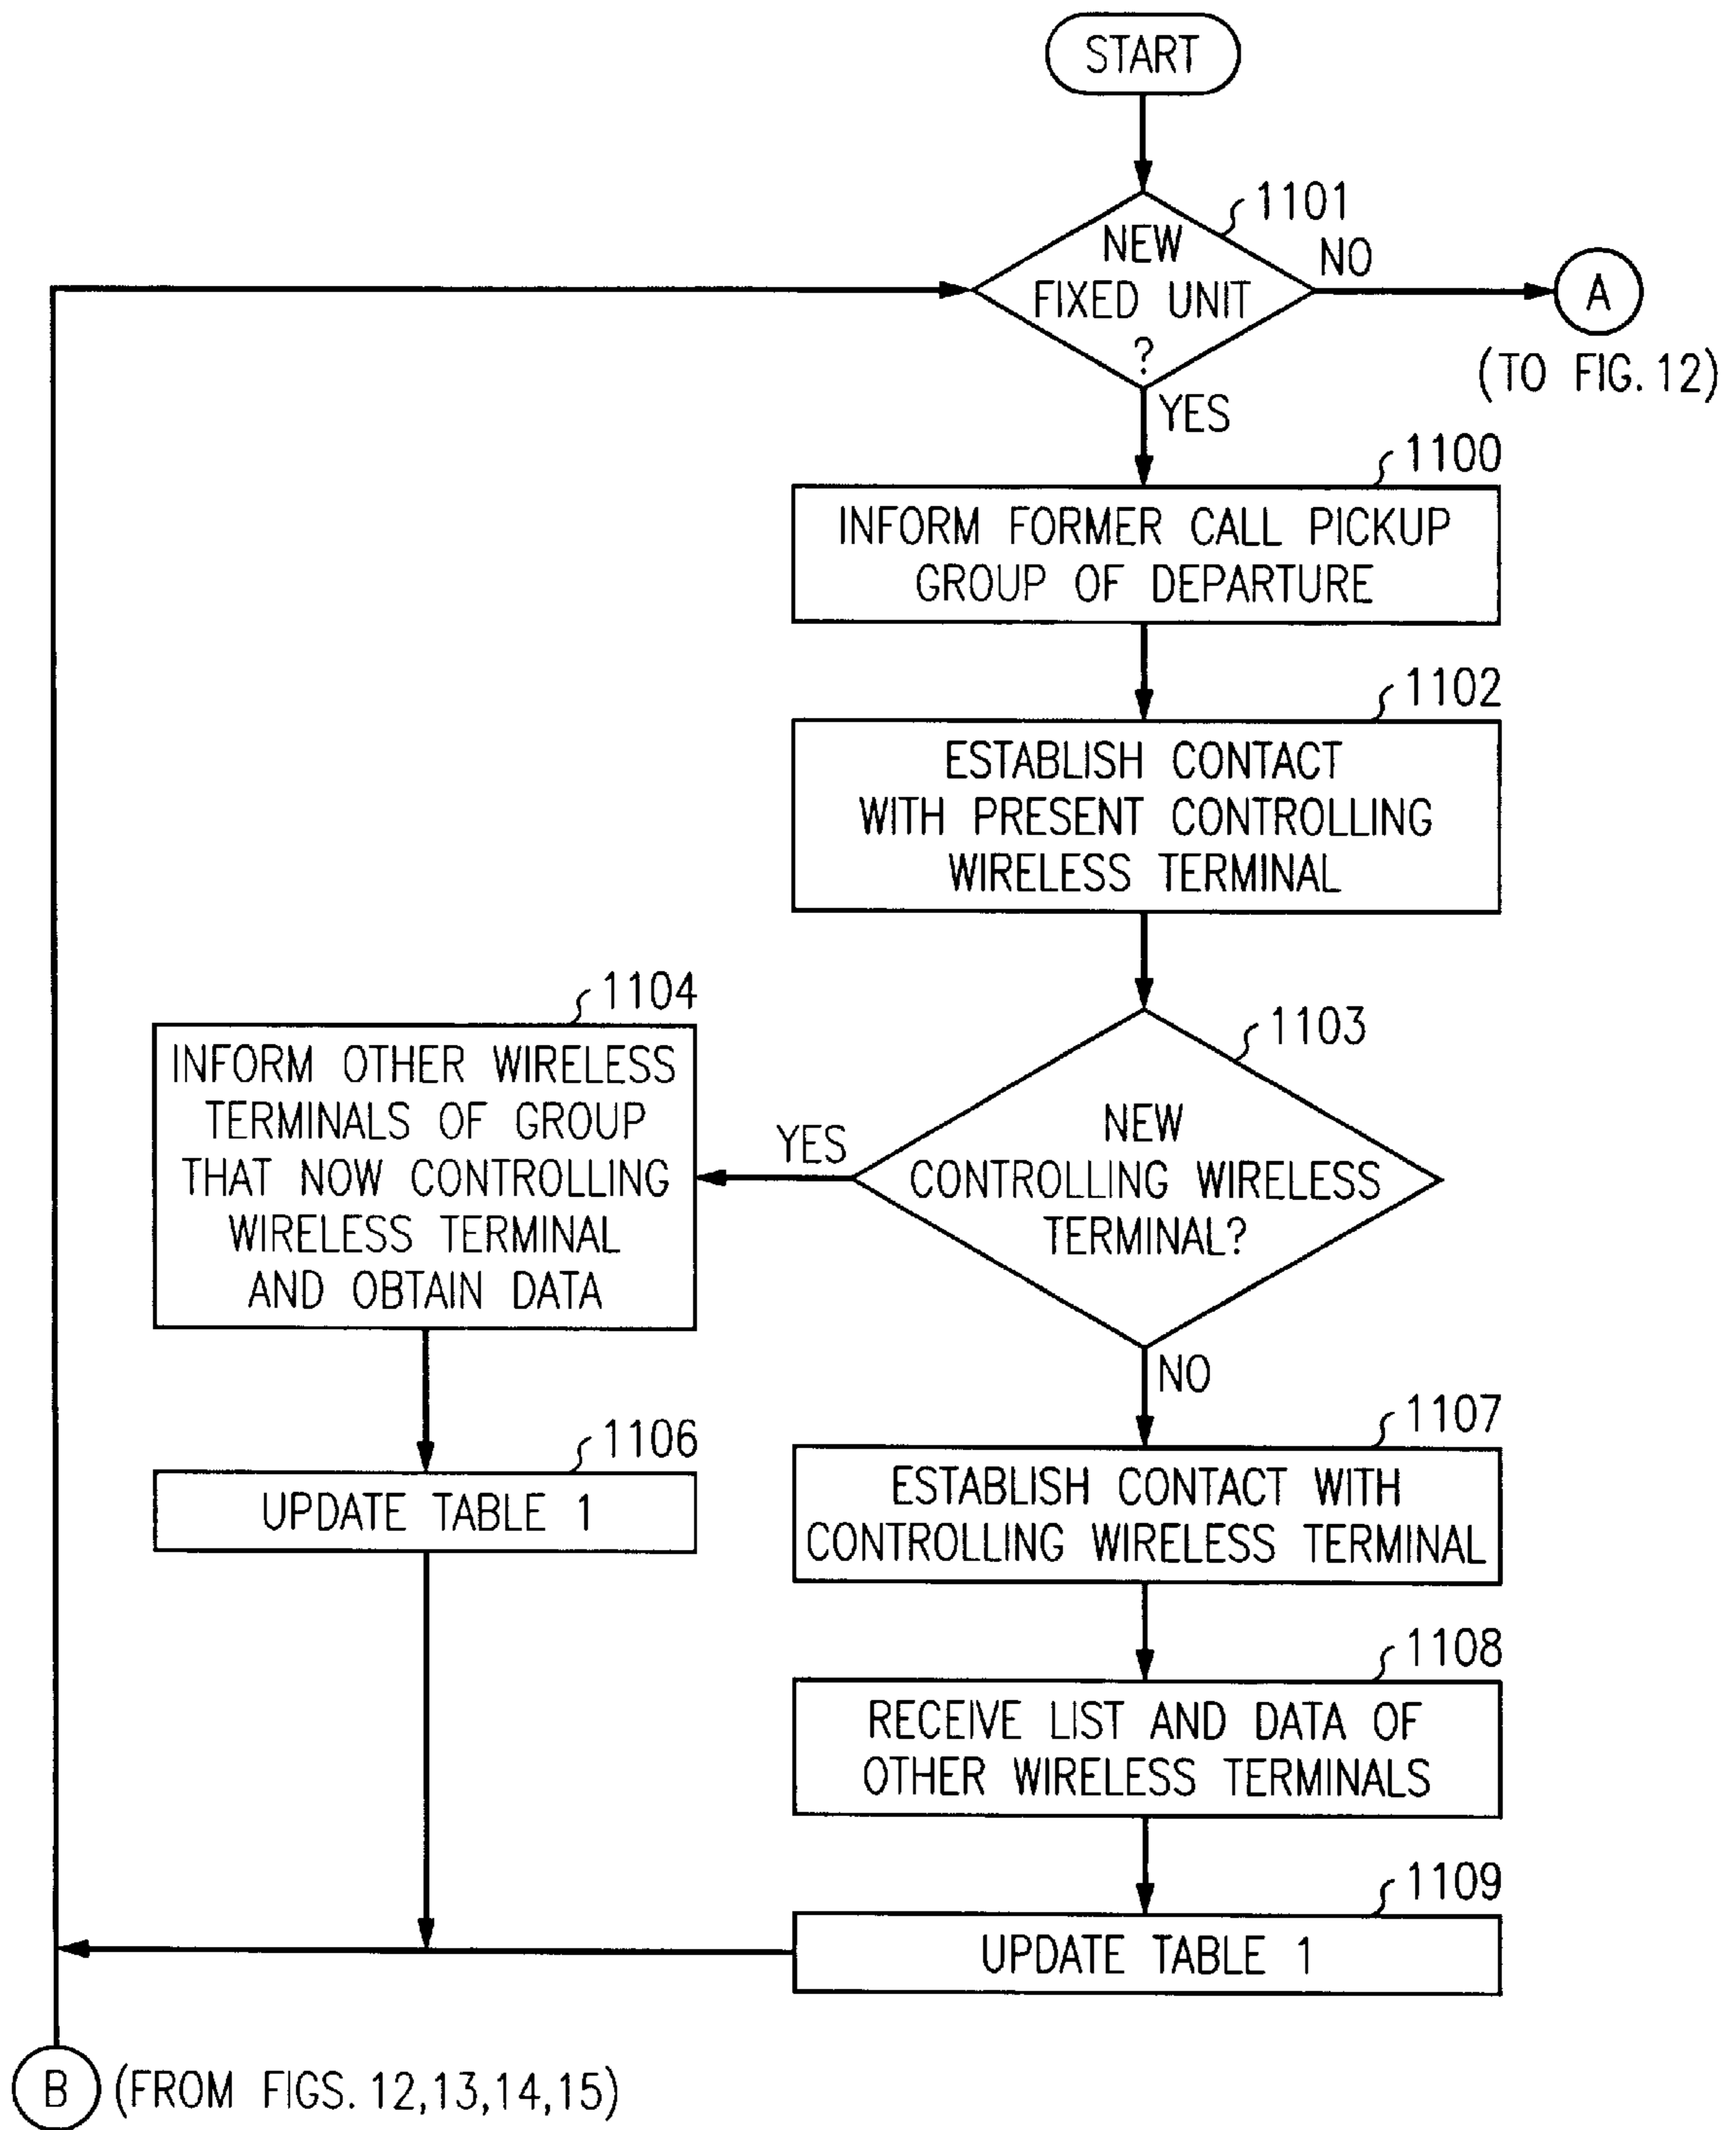 START
1101
NEW
FIXED UNIT
?
NO
A
(TO FIG. 12)
YES
1100
INFORM FORMER CALL PICKUP
GROUP OF DEPARTURE
1102
ESTABLISH CONTACT
WITH PRESENT CONTROLLING
WIRELESS TERMINAL
1103
NEW
CONTROLLING WIRELESS
TERMINAL?
YES
1104
INFORM OTHER WIRELESS
TERMINALS OF GROUP
THAT NOW CONTROLLING
WIRELESS TERMINAL
AND OBTAIN DATA
1106
UPDATE TABLE 1
NO
1107
ESTABLISH CONTACT WITH
CONTROLLING WIRELESS TERMINAL
1108
RECEIVE LIST AND DATA OF
OTHER WIRELESS TERMINALS
1109
UPDATE TABLE 1
B
(FROM FIGS. 12,13,14,15)